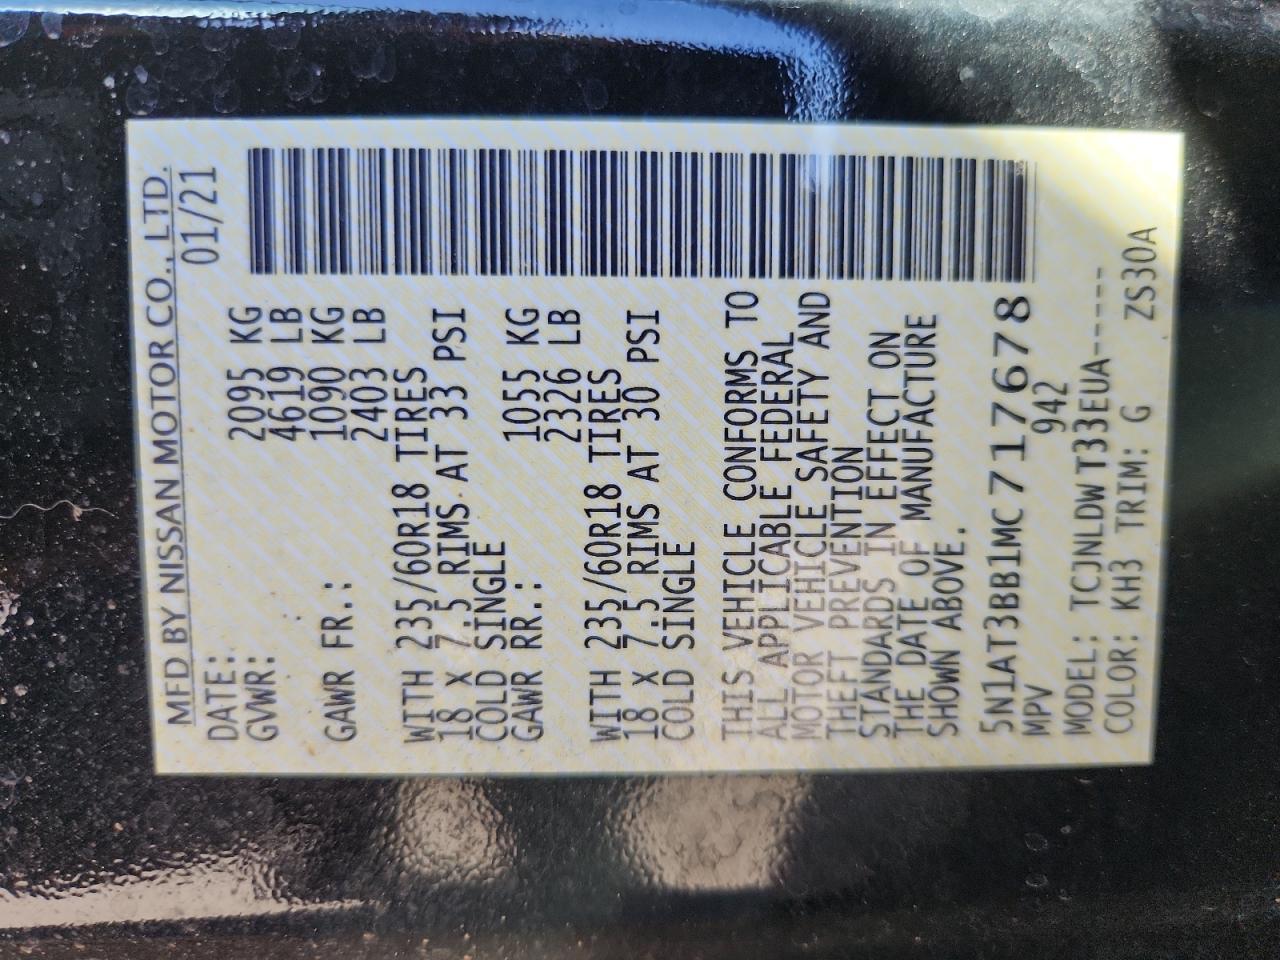 MFD BY NISSAN MOTOR CO., LTD.
DATE: 01/21
GVWR: 2095 KG
4619 LB
GAWR FR.: 1090 KG
2403 LB
WITH 235/60R18 TIRES
18 X 7.5 RIMS AT 33 PSI
COLD SINGLE
GAWR RR.: 1055 KG
2326 LB
WITH 235/60R18 TIRES
18 X 7.5 RIMS AT 30 PSI
COLD SINGLE
THIS VEHICLE CONFORMS TO
ALL APPLICABLE FEDERAL
MOTOR VEHICLE SAFETY AND
THEFT PREVENTION
STANDARDS IN EFFECT ON
THE DATE OF MANUFACTURE
SHOWN ABOVE.
5N1AT3BB1MC717678
MPV 942
MODEL: TCJNLDW T33EUA-----
COLOR: KH3 TRIM: G ZS30A